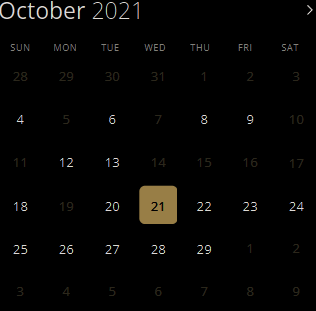 October 2021
SUN MON TUE WED THU FRI SAT
28 29 30 31 1 2 3
4 5 6 7 8 9 10
11 12 13 14 15 16 17
18 19 20 21 22 23 24
25 26 27 28 29 1 2
3 4 5 6 7 8 9